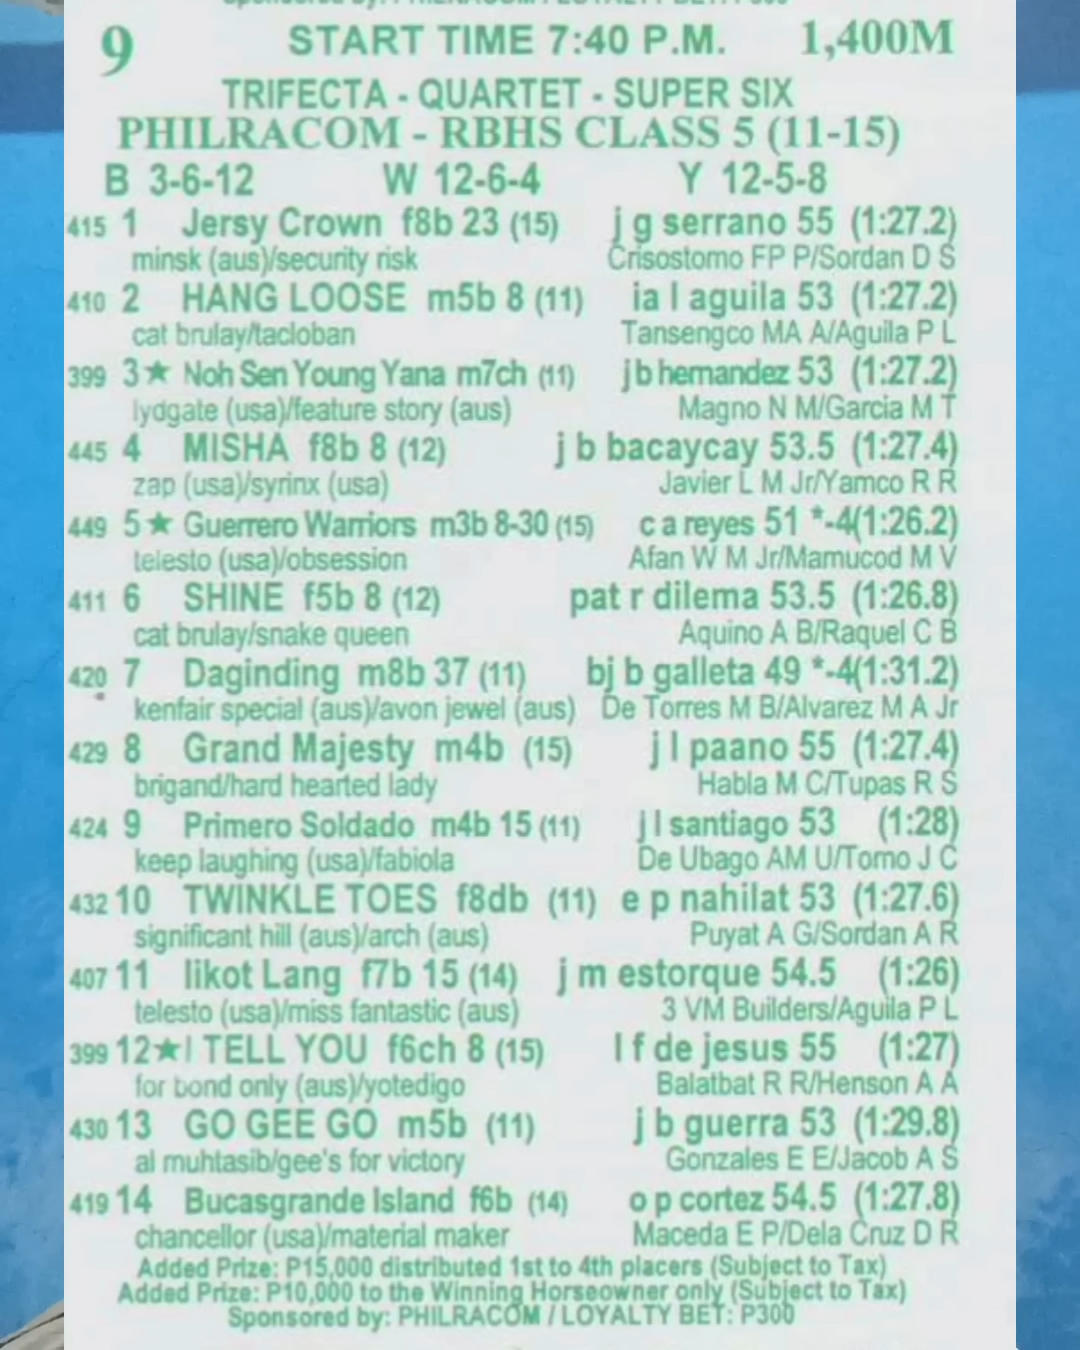 9 START TIME 7:40 P.M. 1,400M
TRIFECTA - QUARTET - SUPER SIX
PHILRACOM - RBHS CLASS 5 (11-15)
B 3-6-12 W 12-6-4 Y 12-5-8
415 1 Jersy Crown f8b 23 (15) j g serrano 55 (1:27.2)
minsk (aus)/security risk Crisostomo FP P/Sordan D S
410 2 HANG LOOSE m5b 8 (11) ia l aguila 53 (1:27.2)
cat brulay/tacloban Tansengco MA A/Aguila P L
399 3★ Noh Sen Young Yana m7ch (11) j b hernandez 53 (1:27.2)
lydgate (usa)/feature story (aus) Magno N M/Garcia M T
445 4 MISHA f8b 8 (12) j b bacaycay 53.5 (1:27.4)
zap (usa)/syrinx (usa) Javier L M Jr/Yamco R R
449 5★ Guerrero Warriors m3b 8-30 (15) c a reyes 51 *-4(1:26.2)
telesto (usa)/obsession Afan W M Jr/Mamucod M V
411 6 SHINE f5b 8 (12) pat r dilema 53.5 (1:26.8)
cat brulay/snake queen Aquino A B/Raquel C B
420 7 Daginding m8b 37 (11) bj b galleta 49 *-4(1:31.2)
kenfair special (aus)/avon jewel (aus) De Torres M B/Alvarez M A Jr
429 8 Grand Majesty m4b (15) j l paano 55 (1:27.4)
brigand/hard hearted lady Habla M C/Tupas R S
424 9 Primero Soldado m4b 15 (11) j l santiago 53 (1:28)
keep laughing (usa)/fabiola De Ubago AM U/Tomo J C
432 10 TWINKLE TOES f8db (11) e p nahilat 53 (1:27.6)
significant hill (aus)/arch (aus) Puyat A G/Sordan A R
407 11 Iikot Lang f7b 15 (14) j m estorque 54.5 (1:26)
telesto (usa)/miss fantastic (aus) 3 VM Builders/Aguila P L
399 12★I TELL YOU f6ch 8 (15) l f de jesus 55 (1:27)
for bond only (aus)/yotedigo Balatbat R R/Henson A A
430 13 GO GEE GO m5b (11) j b guerra 53 (1:29.8)
al muhtasib/gee's for victory Gonzales E E/Jacob A S
419 14 Bucasgrande Island f6b (14) o p cortez 54.5 (1:27.8)
chancellor (usa)/material maker Maceda E P/Dela Cruz D R
Added Prize: P15,000 distributed 1st to 4th placers (Subject to Tax)
Added Prize: P10,000 to the Winning Horseowner only (Subject to Tax)
Sponsored by: PHILRACOM / LOYALTY BET: P300